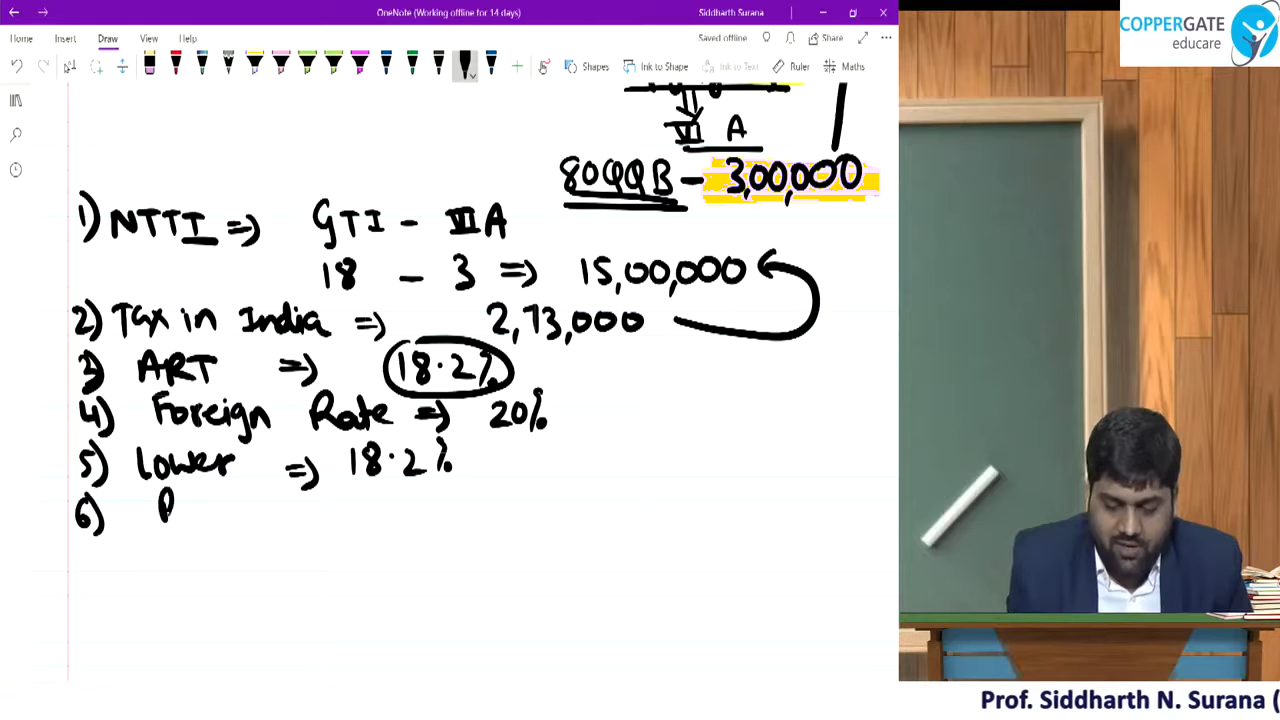 OneNote (Working offline for 14 days)
Siddharth Surana
COPPERGATE
educare
Home Insert Draw View Help
Saved offline
Share
Shapes
Ink to Shape
Ink to Text
Ruler
Maths
VI A
80QQB - 3,00,000
1) NTTI => GTI - VIA
18 - 3 => 15,00,000
2) Tax in India => 2,73,000
3) ART => 18.2%
4) Foreign Rate => 20%
5) Lower => 18.2%
6)
Prof. Siddharth N. Surana (